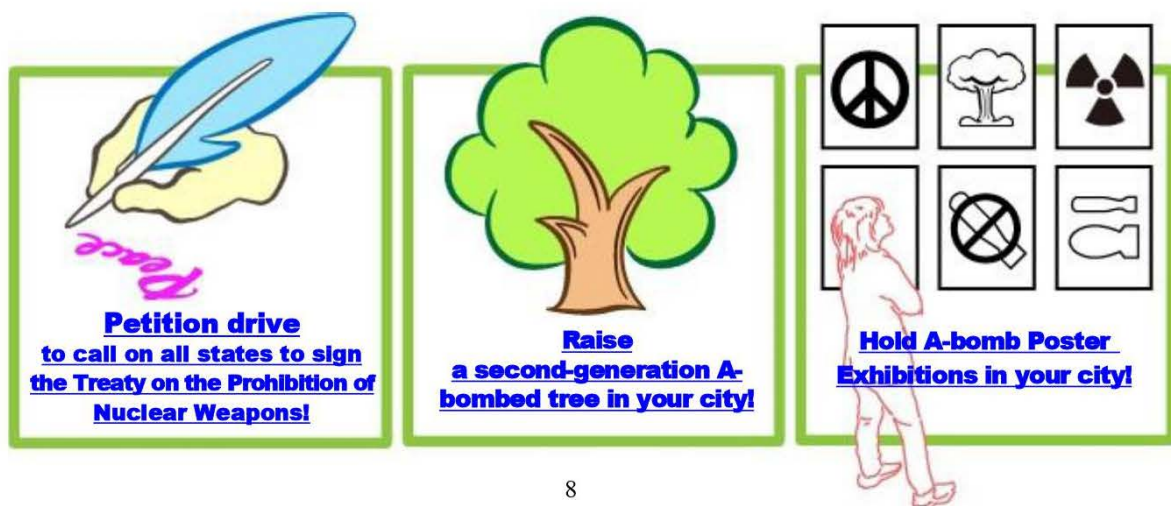 Peace
Petition drive
to call on all states to sign
the Treaty on the Prohibition of
Nuclear Weapons!
Raise
a second-generation A-
bombed tree in your city!
Hold A-bomb Poster
Exhibitions in your city!
8